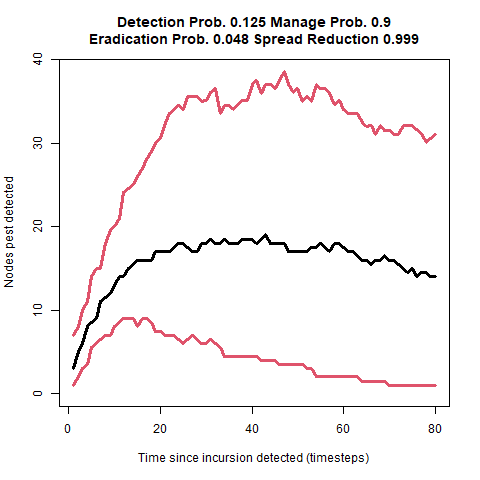 Detection Prob. 0.125 Manage Prob. 0.9
Eradication Prob. 0.048 Spread Reduction 0.999
Nodes pest detected
40
30
20
10
0
0 20 40 60 80
Time since incursion detected (timesteps)